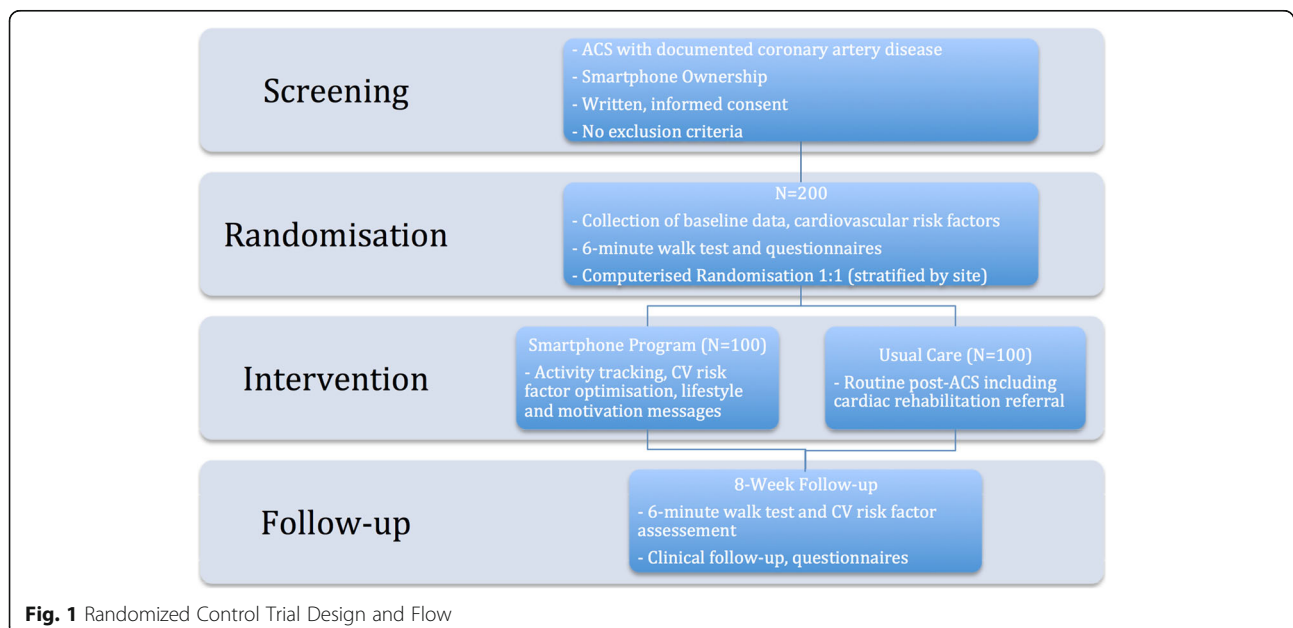 Screening
- ACS with documented coronary artery disease
- Smartphone Ownership
- Written, informed consent
- No exclusion criteria
Randomisation
N=200
- Collection of baseline data, cardiovascular risk factors
- 6-minute walk test and questionnaires
- Computerised Randomisation 1:1 (stratified by site)
Intervention
Smartphone Program (N=100)
- Activity tracking, CV risk
factor optimisation, lifestyle
and motivation messages
Usual Care (N=100)
- Routine post-ACS including
cardiac rehabilitation referral
Follow-up
8-Week Follow-up
- 6-minute walk test and CV risk factor
assessement
- Clinical follow-up, questionnaires
Fig. 1 Randomized Control Trial Design and Flow